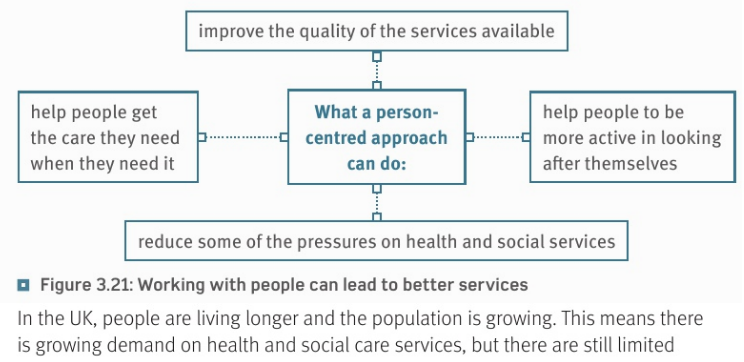 improve the quality of the services available
help people get
the care they need
when they need it
What a person-
centred approach
can do:
help people to be
more active in looking
after themselves
reduce some of the pressures on health and social services
Figure 3.21: Working with people can lead to better services
In the UK, people are living longer and the population is growing. This means there
is growing demand on health and social care services, but there are still limited